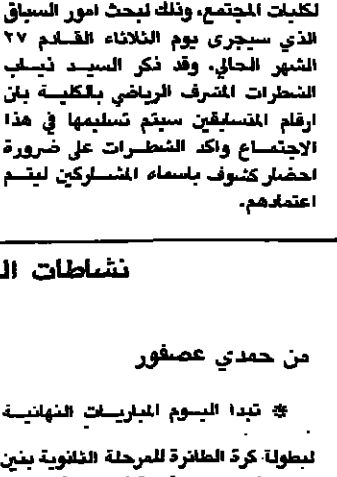 لكليات المجتمع، وذلك لبحث امور السباق
الذي سيجرى يوم الثلاثاء القادم ٢٧
الشهر الحالي. وقد ذكر السيد ذياب
الشطرات المشرف الرياضي بالكلية بان
ارقام المتسابقين سيتم تسليمها في هذا
الاجتماع واكد الشطرات على ضرورة
احضار كشوف باسماء المشاركين ليتم
اعتمادهم.
نشاطات
من حمدي عصفور
* تبدا اليوم المباريات النهائية
لبطولة كرة الطائرة للمرحلة الثانوية بنين